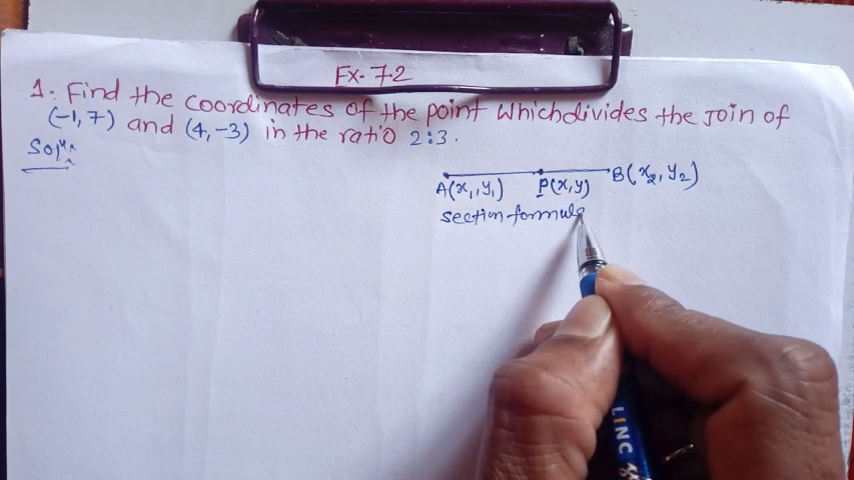 EX-7.2
1. Find the coordinates of the point which divides the join of
(-1, 7) and (4, -3) in the ratio 2:3.
Solⁿ:
A(x₁, y₁) P(x, y) B(x₂, y₂)
section formula
LINC